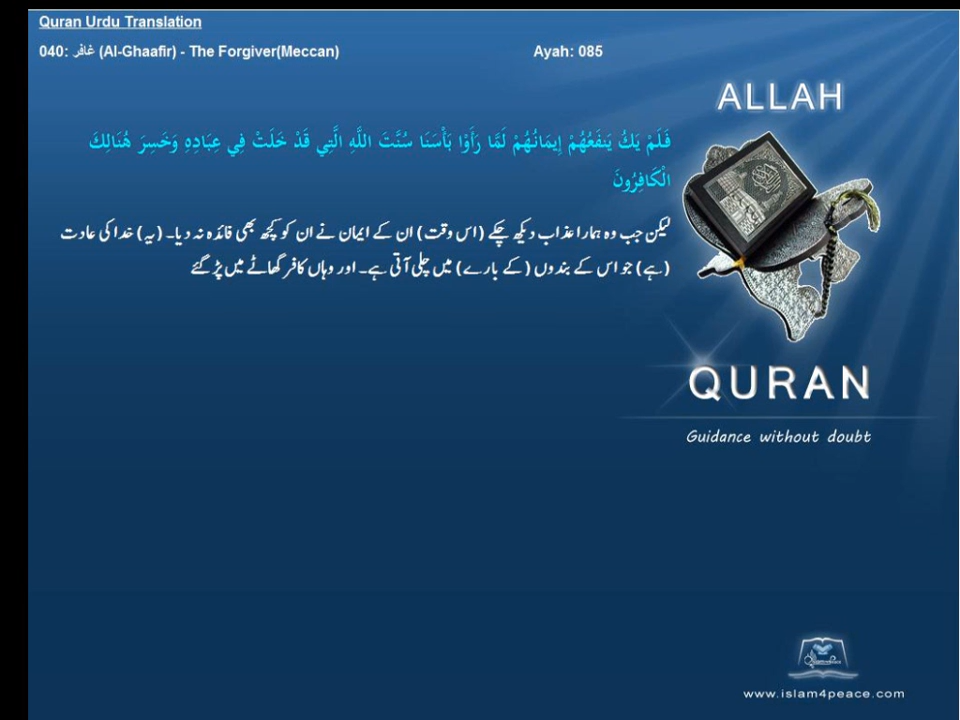 Quran Urdu Translation
040: غافر (Al-Ghaafir) - The Forgiver(Meccan) Ayah: 085
ALLAH
فَلَمْ يَكُ يَنفَعُهُمْ إِيمَانُهُمْ لَمَّا رَأَوْا بَأْسَنَا سُنَّتَ اللَّهِ الَّتِي قَدْ خَلَتْ فِي عِبَادِهِ وَخَسِرَ هُنَالِكَ
الْكَافِرُونَ
لیکن جب وہ ہمارا عذاب دیکھ چکے (اس وقت) ان کے ایمان نے ان کو کچھ بھی فائدہ نہ دیا۔ (یہ) خدا کی عادت
(ہے) جو اس کے بندوں (کے بارے) میں چلی آتی ہے۔ اور وہاں کافر گھاٹے میں پڑ گئے
QURAN
Guidance without doubt
www.islam4peace.com